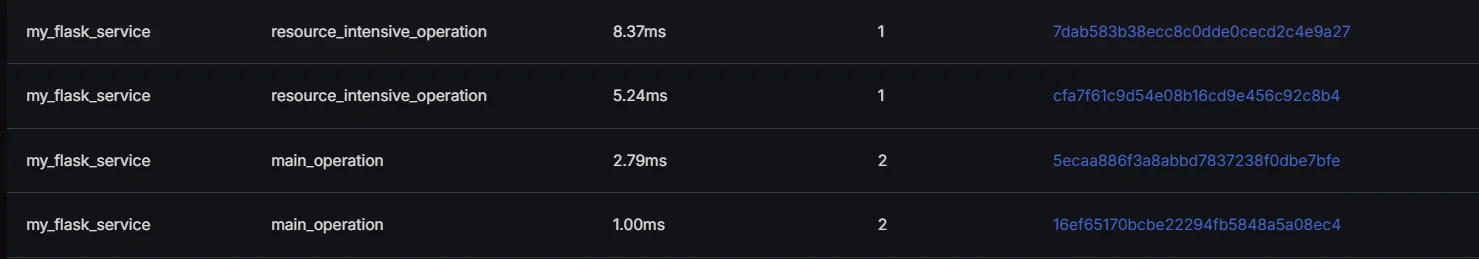 my_flask_service resource_intensive_operation 8.37ms 1 7dab583b38ecc8c0dde0cecd2c4e9a27
my_flask_service resource_intensive_operation 5.24ms 1 cfa7f61c9d54e08b16cd9e456c92c8b4
my_flask_service main_operation 2.79ms 2 5ecaa886f3a8abbd7837238f0dbe7bfe
my_flask_service main_operation 1.00ms 2 16ef65170bcbe22294fb5848a5a08ec4